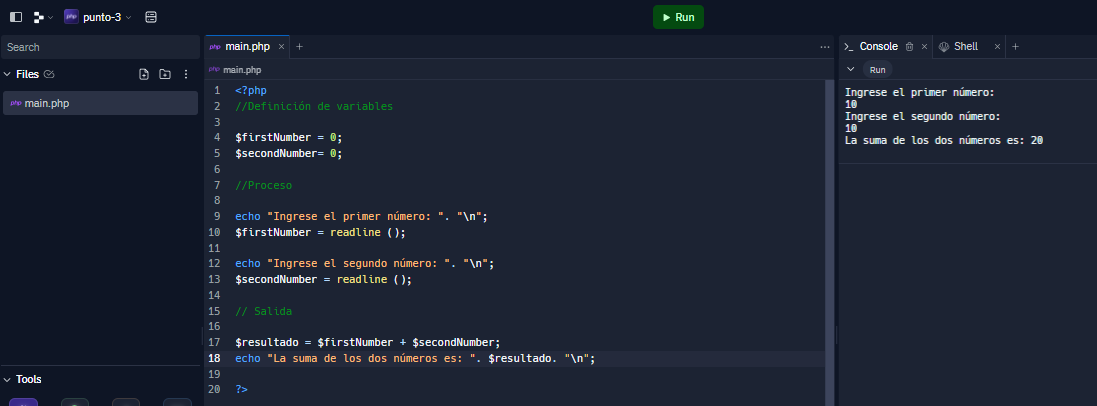 php punto-3
Run
Search
Files
php main.php
Tools
php main.php
php main.php
1 <?php
2 //Definición de variables
3
4 $firstNumber = 0;
5 $secondNumber= 0;
6
7 //Proceso
8
9 echo "Ingrese el primer número: ". "\n";
10 $firstNumber = readline ();
11
12 echo "Ingrese el segundo número: ". "\n";
13 $secondNumber = readline ();
14
15 // Salida
16
17 $resultado = $firstNumber + $secondNumber;
18 echo "La suma de los dos números es: ". $resultado. "\n";
19
20 ?>
Console
Shell
Run
Ingrese el primer número:
10
Ingrese el segundo número:
10
La suma de los dos números es: 20